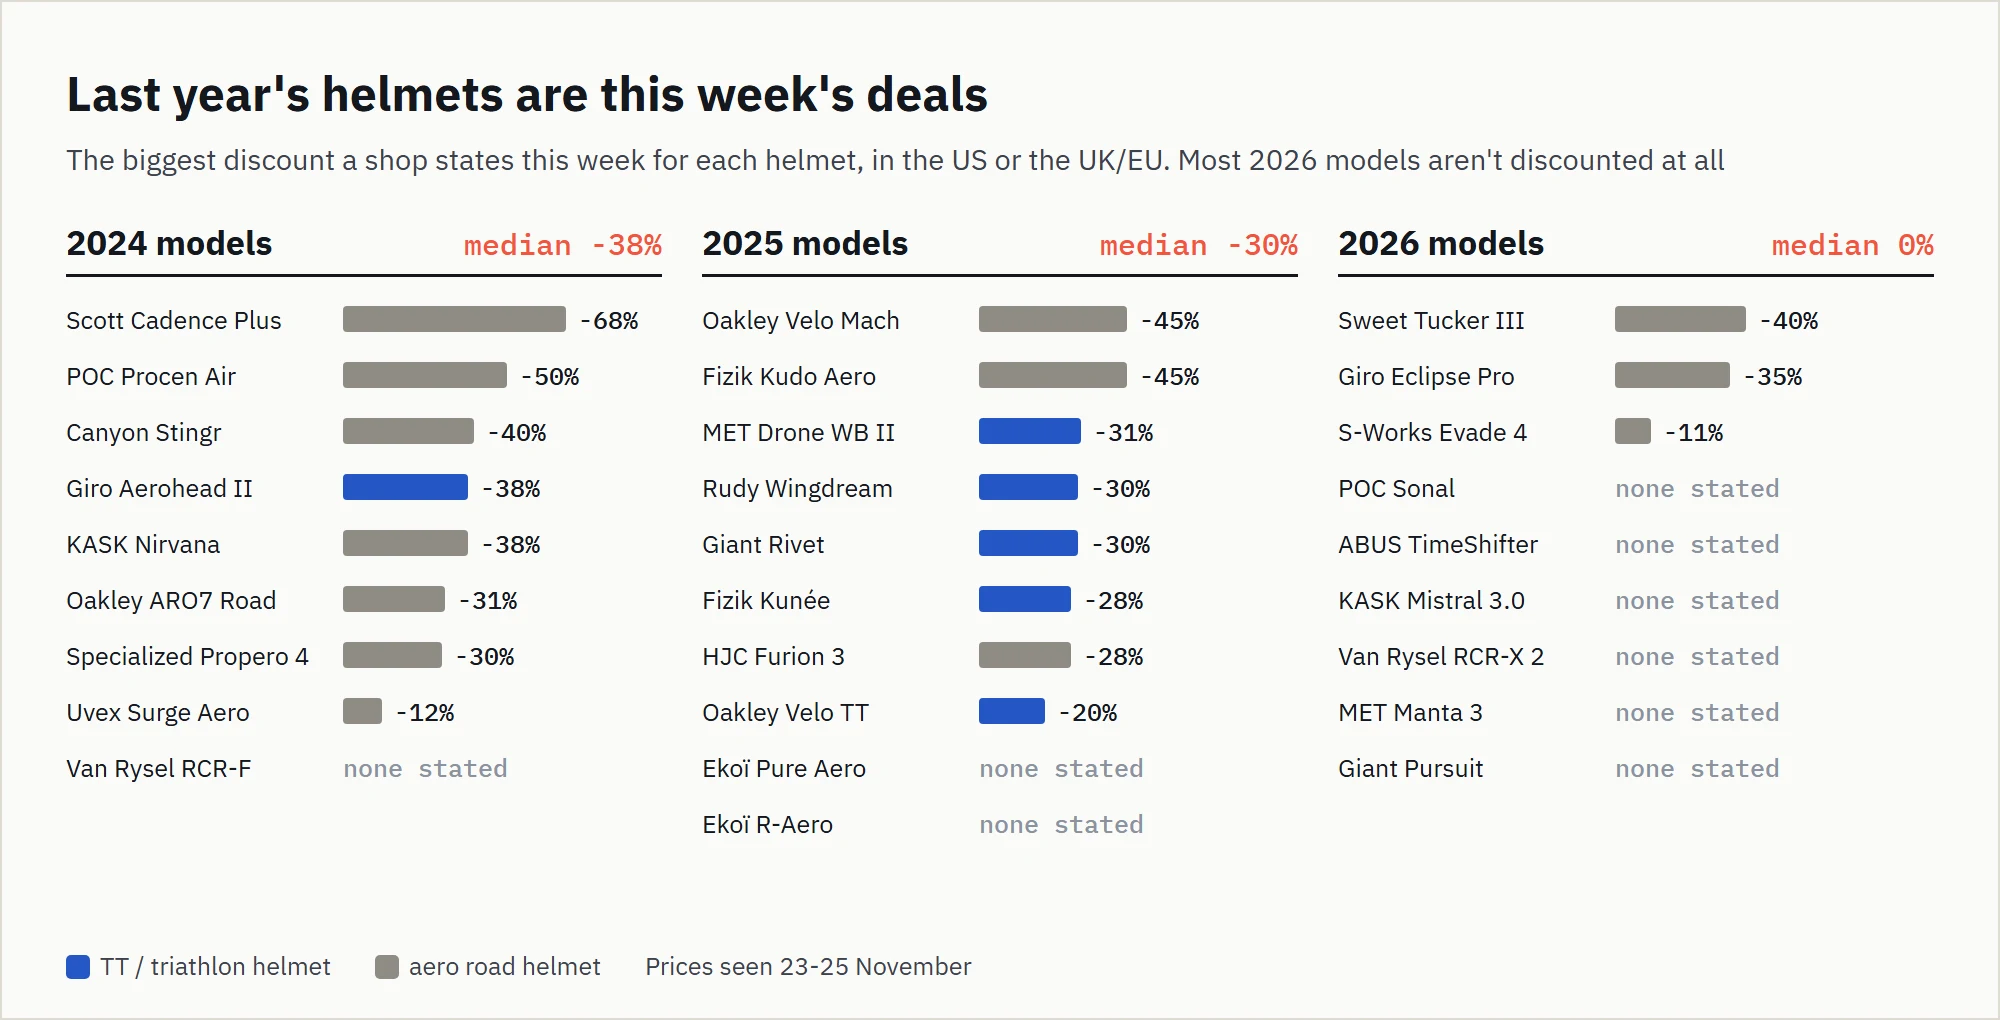 Last year's helmets are this week's deals
The biggest discount a shop states this week for each helmet, in the US or the UK/EU. Most 2026 models aren't discounted at all
2024 models median -38%
Scott Cadence Plus -68%
POC Procen Air -50%
Canyon Stingr -40%
Giro Aerohead II -38%
KASK Nirvana -38%
Oakley ARO7 Road -31%
Specialized Propero 4 -30%
Uvex Surge Aero -12%
Van Rysel RCR-F none stated
2025 models median -30%
Oakley Velo Mach -45%
Fizik Kudo Aero -45%
MET Drone WB II -31%
Rudy Wingdream -30%
Giant Rivet -30%
Fizik Kunée -28%
HJC Furion 3 -28%
Oakley Velo TT -20%
Ekoï Pure Aero none stated
Ekoï R-Aero none stated
2026 models median 0%
Sweet Tucker III -40%
Giro Eclipse Pro -35%
S-Works Evade 4 -11%
POC Sonal none stated
ABUS TimeShifter none stated
KASK Mistral 3.0 none stated
Van Rysel RCR-X 2 none stated
MET Manta 3 none stated
Giant Pursuit none stated
TT / triathlon helmet aero road helmet Prices seen 23-25 November